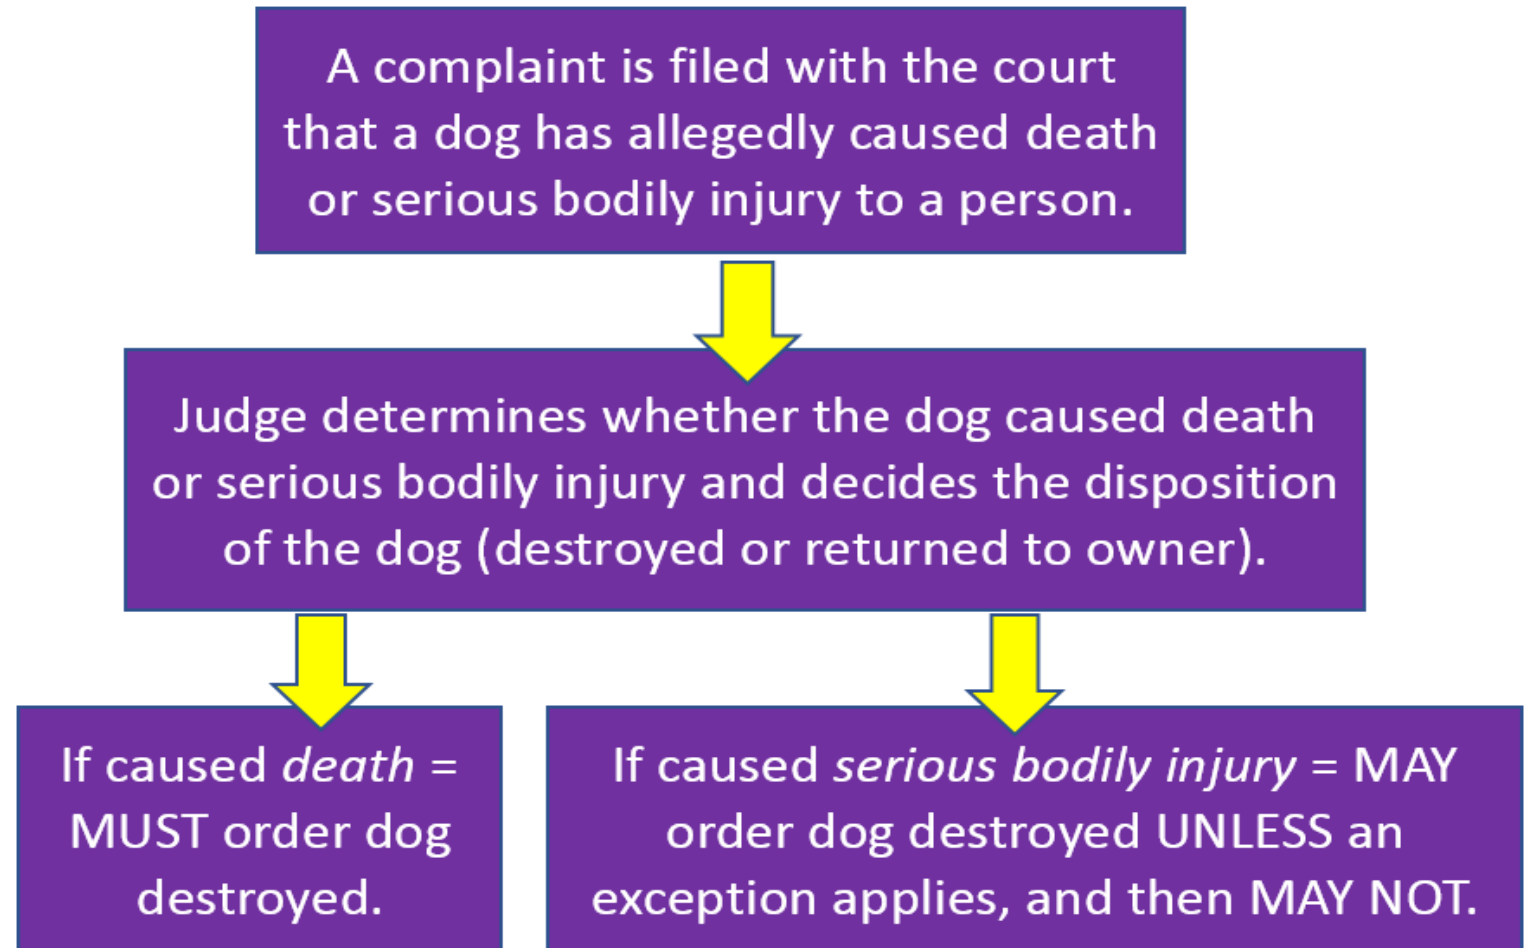 A complaint is filed with the court
that a dog has allegedly caused death
or serious bodily injury to a person.
Judge determines whether the dog caused death
or serious bodily injury and decides the disposition
of the dog (destroyed or returned to owner).
If caused death =
MUST order dog
destroyed.
If caused serious bodily injury = MAY
order dog destroyed UNLESS an
exception applies, and then MAY NOT.